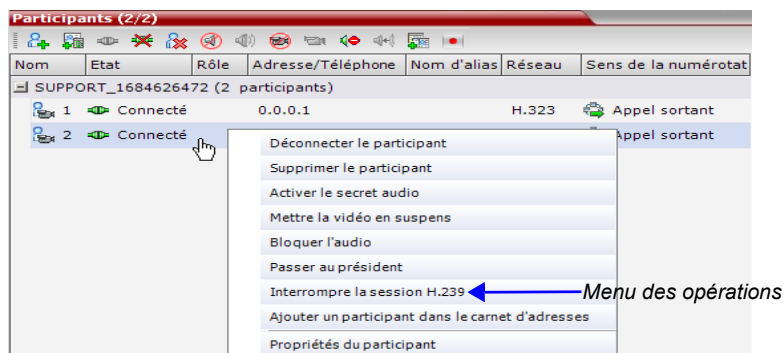 Participants (2/2)
Nom Etat Rôle Adresse/Téléphone Nom d'alias Réseau Sens de la numérotat
SUPPORT_1684626472 (2 participants)
1 Connecté 0.0.0.1 H.323 Appel sortant
2 Connecté Appel sortant
Déconnecter le participant
Supprimer le participant
Activer le secret audio
Mettre la vidéo en suspens
Bloquer l'audio
Passer au président
Interrompre la session H.239
Menu des opérations
Ajouter un participant dans le carnet d'adresses
Propriétés du participant